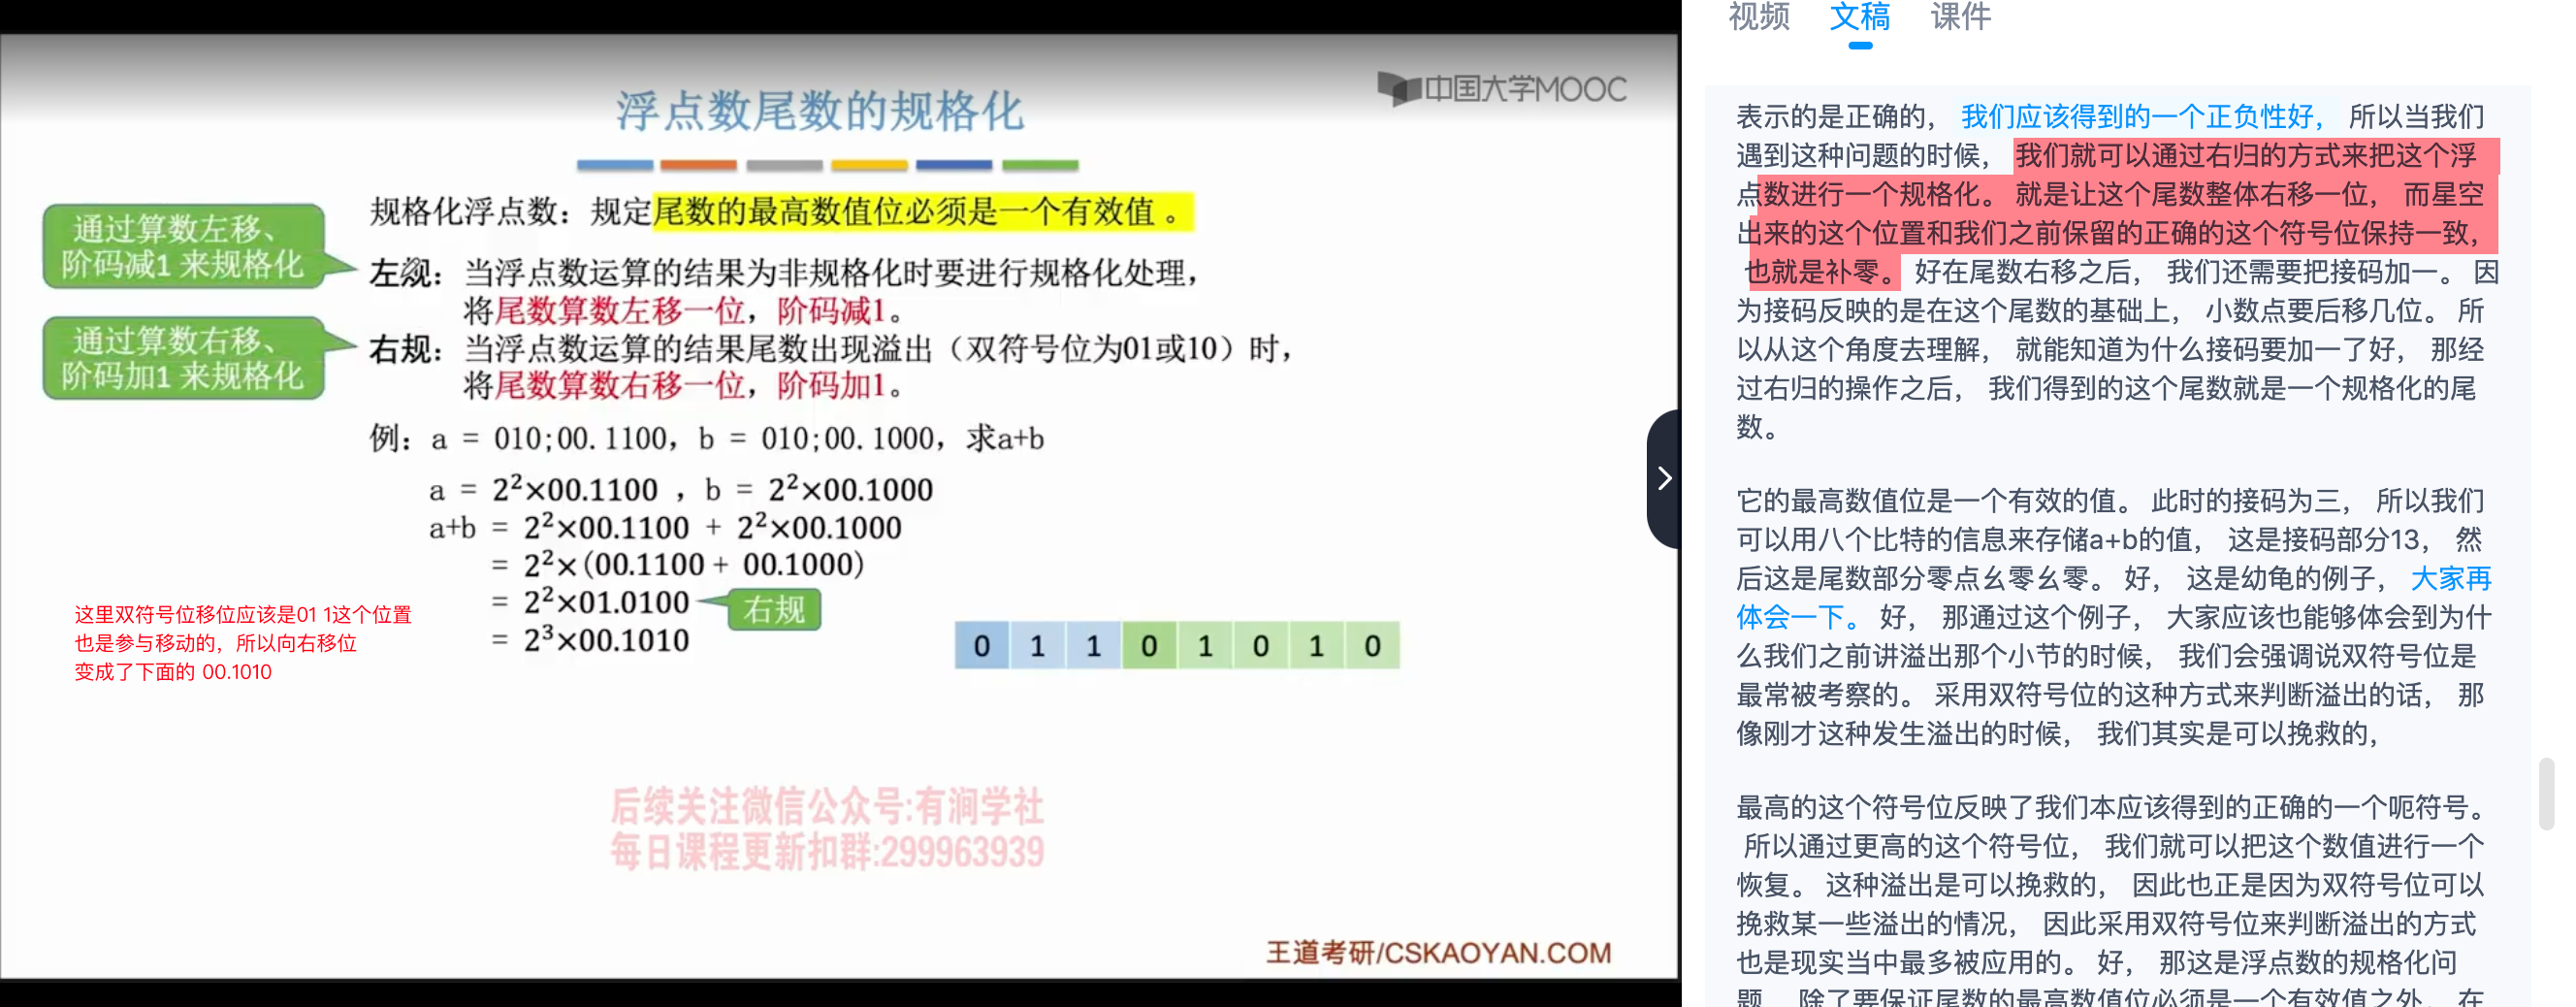 中国大学MOOC
浮点数尾数的规格化
规格化浮点数：规定尾数的最高数值位必须是一个有效值 。
通过算数左移、
阶码减1 来规格化
左规：当浮点数运算的结果为非规格化时要进行规格化处理，
将尾数算数左移一位，阶码减1。
通过算数右移、
阶码加1 来规格化
右规：当浮点数运算的结果尾数出现溢出（双符号位为01或10）时，
将尾数算数右移一位，阶码加1。
例：a = 010;00.1100，b = 010;00.1000，求a+b
a = 2²×00.1100 ，b = 2²×00.1000
a+b = 2²×00.1100 + 2²×00.1000
= 2²×(00.1100 + 00.1000)
= 2²×01.0100
右规
= 2³×00.1010
0 1 1 0 1 0 1 0
这里双符号位移位应该是01 1这个位置
也是参与移动的，所以向右移位
变成了下面的 00.1010
后续关注微信公众号:有涧学社
每日课程更新扣群:299963939
王道考研/CSKAOYAN.COM
视频 文稿 课件
表示的是正确的， 我们应该得到的一个正负性好， 所以当我们
遇到这种问题的时候， 我们就可以通过右归的方式来把这个浮
点数进行一个规格化。 就是让这个尾数整体右移一位， 而星空
出来的这个位置和我们之前保留的正确的这个符号位保持一致，
也就是补零。 好在尾数右移之后， 我们还需要把接码加一。 因
为接码反映的是在这个尾数的基础上， 小数点要后移几位。 所
以从这个角度去理解， 就能知道为什么接码要加一了好， 那经
过右归的操作之后， 我们得到的这个尾数就是一个规格化的尾
数。
它的最高数值位是一个有效的值。 此时的接码为三， 所以我们
可以用八个比特的信息来存储a+b的值， 这是接码部分13， 然
后这是尾数部分零点幺零幺零。 好， 这是幼龟的例子， 大家再
体会一下。 好， 那通过这个例子， 大家应该也能够体会到为什
么我们之前讲溢出那个小节的时候， 我们会强调说双符号位是
最常被考察的。 采用双符号位的这种方式来判断溢出的话， 那
像刚才这种发生溢出的时候， 我们其实是可以挽救的，
最高的这个符号位反映了我们本应该得到的正确的一个呃符号。
所以通过更高的这个符号位， 我们就可以把这个数值进行一个
恢复。 这种溢出是可以挽救的， 因此也正是因为双符号位可以
挽救某一些溢出的情况， 因此采用双符号位来判断溢出的方式
也是现实当中最多被应用的。 好， 那这是浮点数的规格化问
题， 除了要保证尾数的最高数值位必须是一个有效值之外， 在